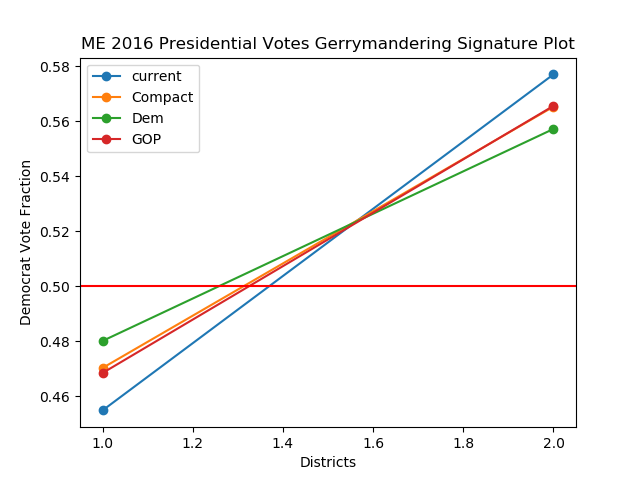 ME 2016 Presidential Votes Gerrymandering Signature Plot
current
Compact
Dem
GOP
Democrat Vote Fraction
0.58
0.56
0.54
0.52
0.50
0.48
0.46
1.0
1.2
1.4
1.6
1.8
2.0
Districts